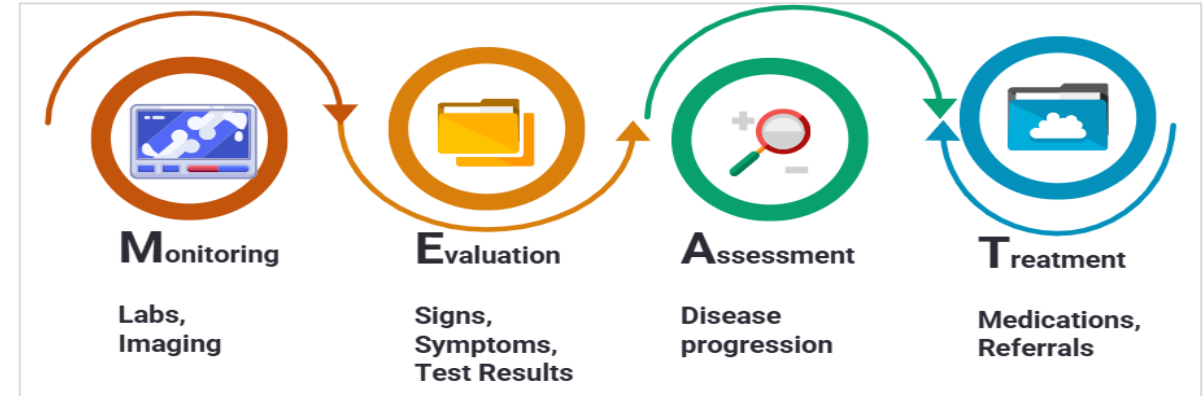 Monitoring
Labs,
Imaging
Evaluation
Signs,
Symptoms,
Test Results
Assessment
Disease
progression
Treatment
Medications,
Referrals